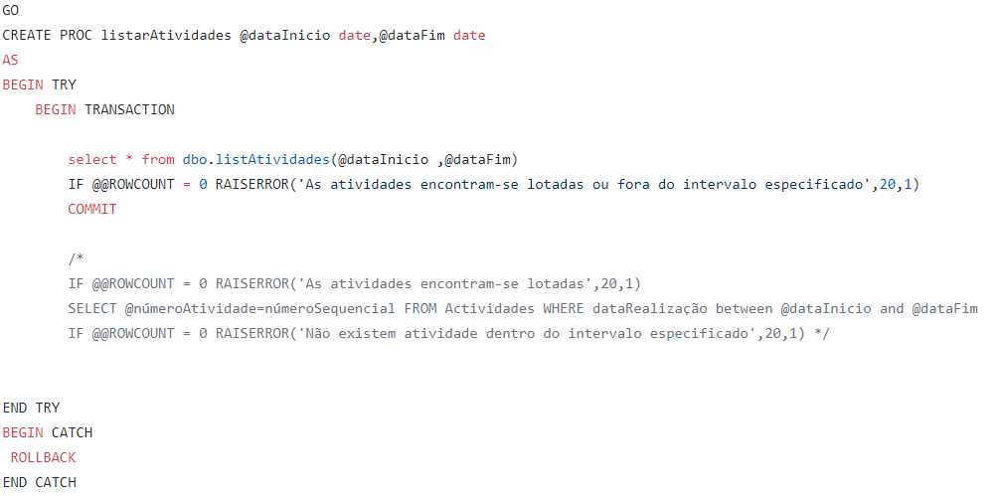 GO
CREATE PROC listarAtividades @dataInicio date,@dataFim date
AS
BEGIN TRY
BEGIN TRANSACTION
select * from dbo.listAtividades(@dataInicio ,@dataFim)
IF @@ROWCOUNT = 0 RAISERROR('As atividades encontram-se lotadas ou fora do intervalo especificado',20,1)
COMMIT
/*
IF @@ROWCOUNT = 0 RAISERROR('As atividades encontram-se lotadas',20,1)
SELECT @númeroAtividade=númeroSequencial FROM Actividades WHERE dataRealização between @dataInicio and @dataFim
IF @@ROWCOUNT = 0 RAISERROR('Não existem atividade dentro do intervalo especificado',20,1) */
END TRY
BEGIN CATCH
ROLLBACK
END CATCH